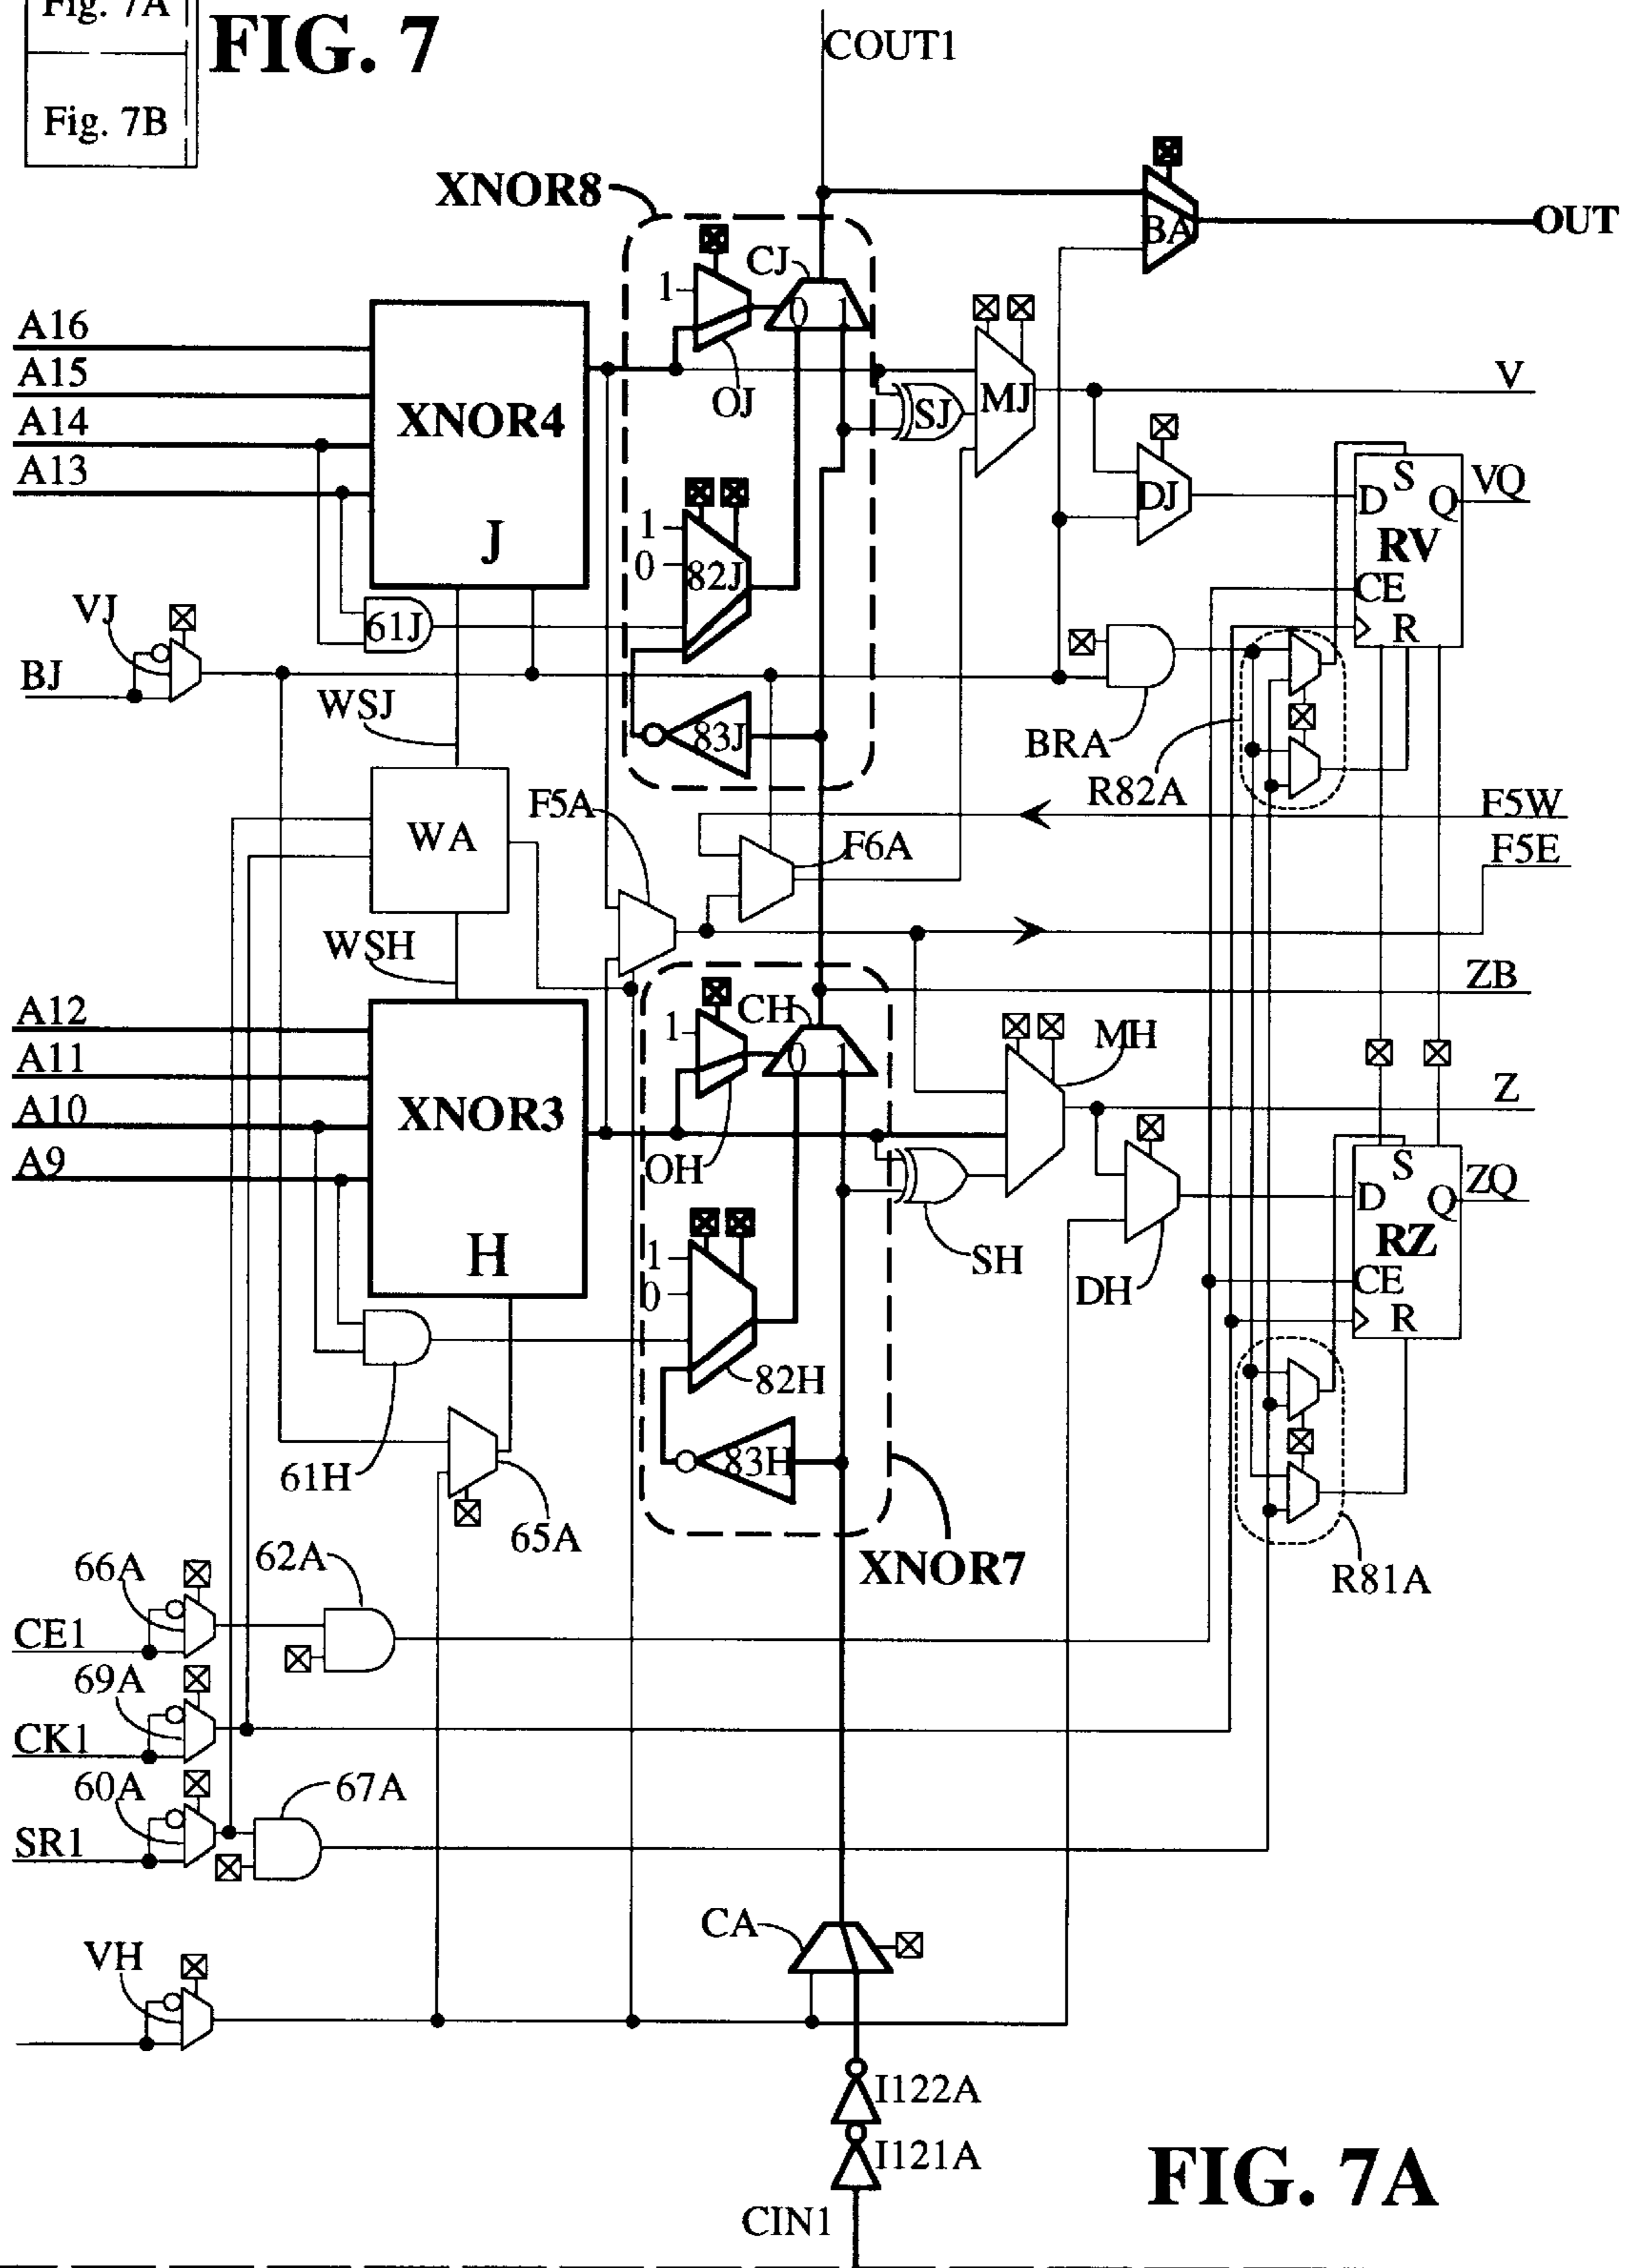 Fig. 7A
Fig. 7B
FIG. 7
COUT1
XNOR8
BA
OUT
CJ
1
0 1
A16
A15
A14
A13
XNOR4
J
OJ
SJ
MJ
V
DJ
D S Q
RV
CE
R
VQ
1
0
82J
61J
VJ
BJ
83J
WSJ
BRA
R82A
F5A
F5W
F5E
WA
F6A
WSH
ZB
A12
A11
A10
A9
XNOR3
H
CH
1
0 1
MH
Z
OH
D S Q
RZ
CE
R
ZQ
SH
DH
1
0
82H
61H
83H
65A
XNOR7
R81A
66A
62A
CE1
69A
CK1
60A
67A
SR1
CA
VH
I122A
I121A
CIN1
FIG. 7A